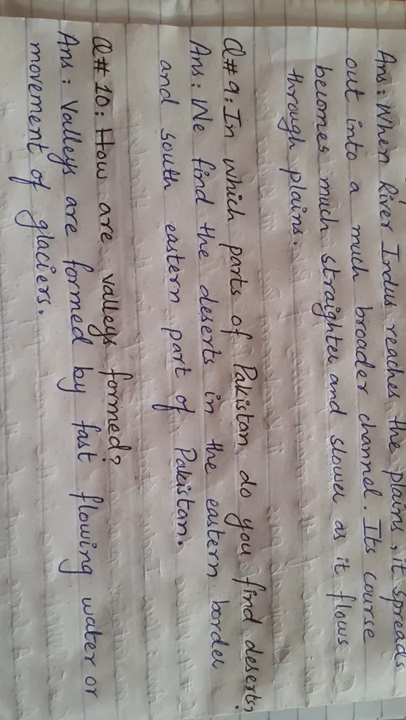 Ans: When River Indus reaches the plains, it spreads
out into a much broader channel. Its course
becomes much straighter and slower as it flows
through plains.
Q# 9: In which parts of Pakistan do you find deserts?
Ans: We find the deserts in the eastern border
and south eastern part of Pakistan.
Q# 10: How are valleys formed?
Ans: Valleys are formed by fast flowing water or
movement of glaciers.